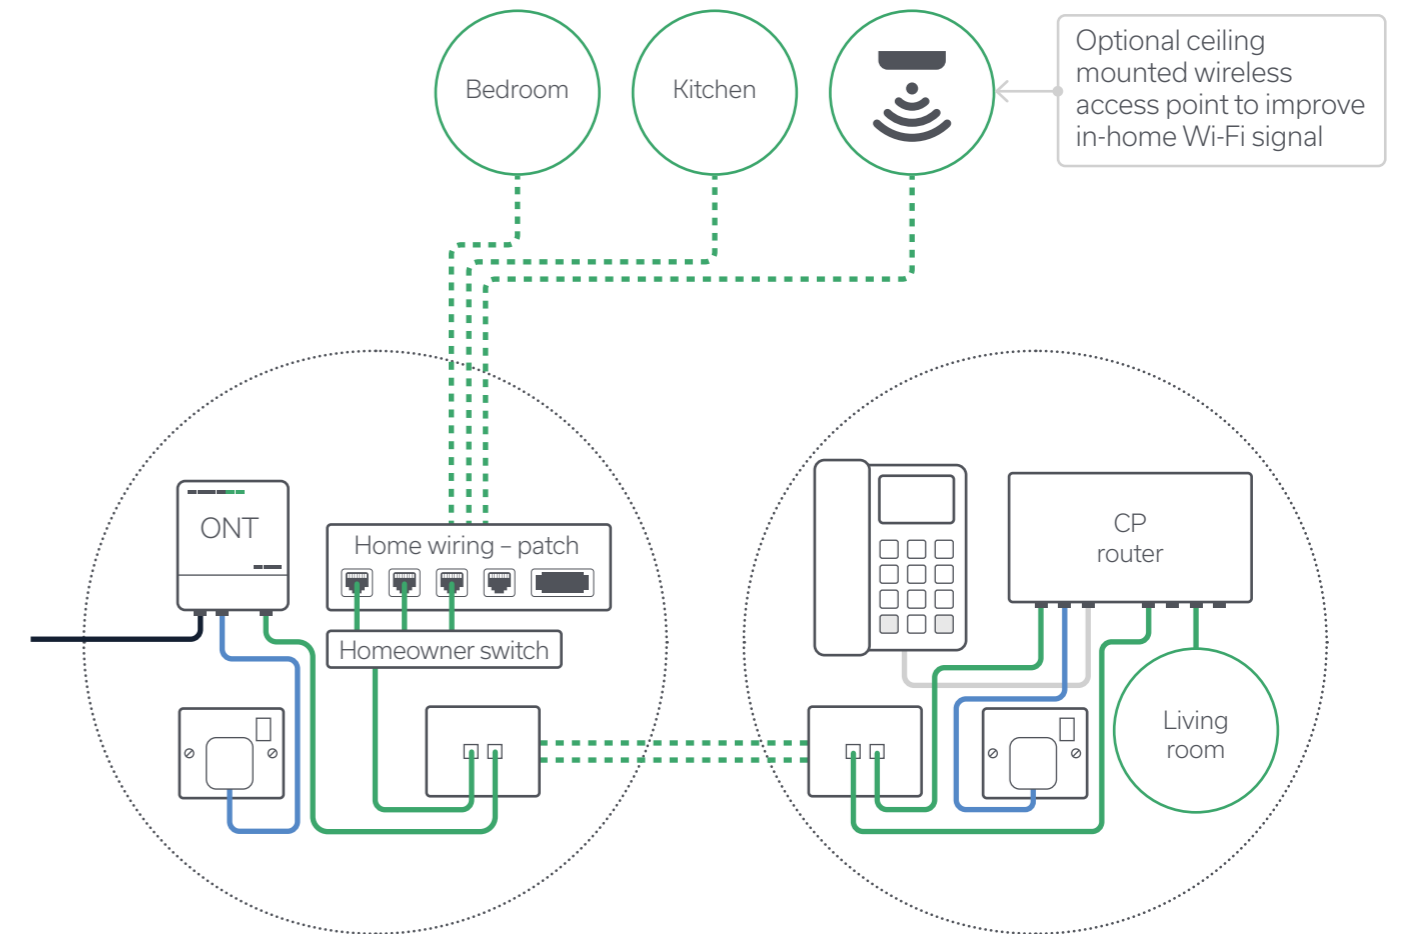 Bedroom
Kitchen
Optional ceiling
mounted wireless
access point to improve
in-home Wi-Fi signal
ONT
Home wiring – patch
Homeowner switch
CP
router
Living
room